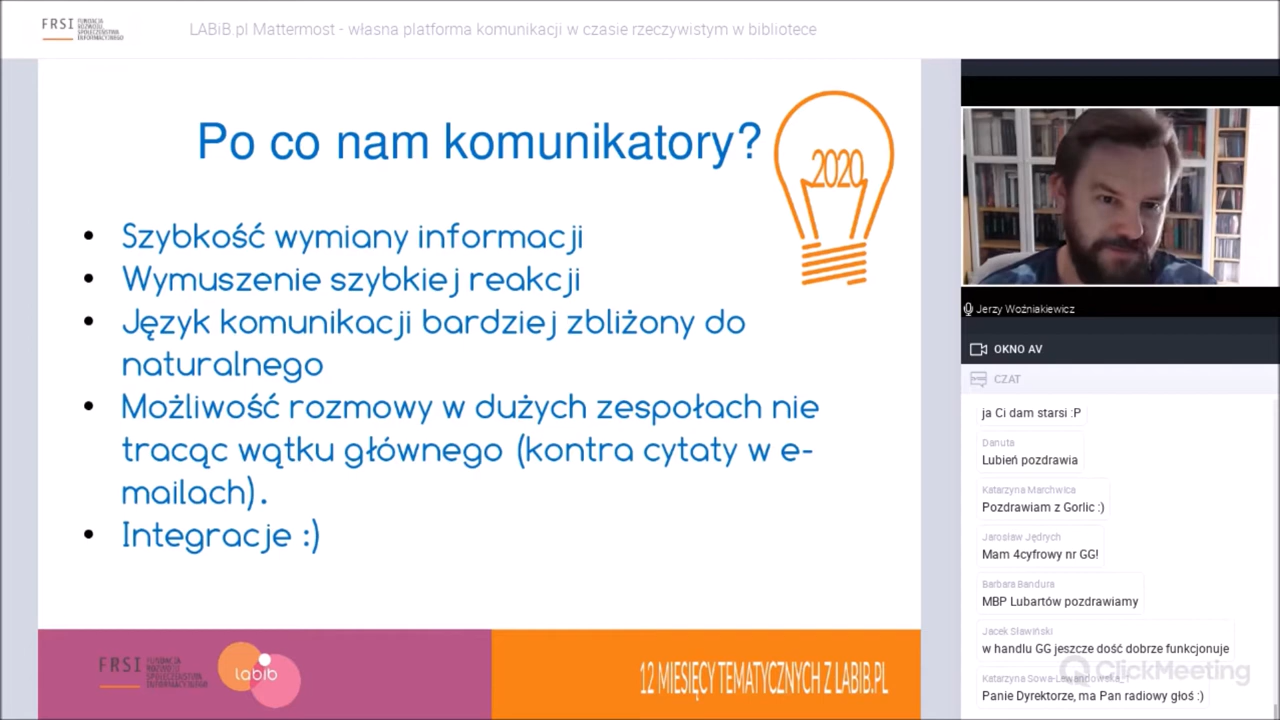 FRSI FUNDACJA
ROZWOJU
SPOŁECZEŃSTWA
INFORMACYJNEGO
LABiB.pl Mattermost - własna platforma komunikacji w czasie rzeczywistym w bibliotece
Po co nam komunikatory?
2020
• Szybkość wymiany informacji
• Wymuszenie szybkiej reakcji
• Język komunikacji bardziej zbliżony do
naturalnego
• Możliwość rozmowy w dużych zespołach nie
tracąc wątku głównego (kontra cytaty w e-
mailach).
• Integracje :)
FRSI FUNDACJA
ROZWOJU
SPOŁECZEŃSTWA
INFORMACYJNEGO
labib
12 MIESIĘCY TEMATYCZNYCH Z LABIB.PL
Jerzy Woźniakiewicz
OKNO AV
CZAT
ja Ci dam starsi :P
Danuta
Lubień pozdrawia
Katarzyna Marchwica
Pozdrawiam z Gorlic :)
Jarosław Jędrych
Mam 4cyfrowy nr GG!
Barbara Bandura
MBP Lubartów pozdrawiamy
Jacek Sławiński
w handlu GG jeszcze dość dobrze funkcjonuje
ClickMeeting
Katarzyna Sowa-Lewandowska_1
Panie Dyrektorze, ma Pan radiowy głoś :)